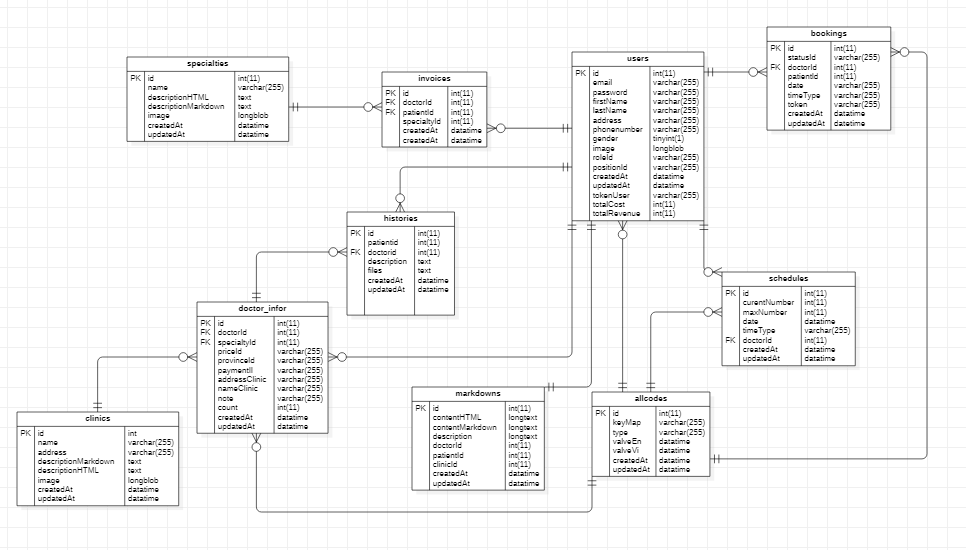 specialties
PK id int(11)
name varchar(255)
descriptionHTML text
descriptionMarkdown text
image longblob
createdAt datatime
updatedAt datatime
invoices
PK id int(11)
FK doctorId int(11)
FK patientId int(11)
specialtyId int(11)
createdAt datatime
createdAt datatime
users
PK id int(11)
email varchar(255)
password varchar(255)
firstName varchar(255)
lastName varchar(255)
address varchar(255)
phonenumber varchar(255)
gender tinyint(1)
image longblob
roleId varchar(255)
positionId varchar(255)
createdAt datatime
updatedAt datatime
tokenUser varchar(255)
totalCost int(11)
totalRevenue int(11)
bookings
PK id int(11)
statusId varchar(255)
FK doctorId int(11)
patientId int(11)
date varchar(255)
timeType varchar(255)
token varchar(255)
createdAt datatime
updatedAt datatime
histories
PK id int(11)
patientid int(11)
FK doctorid int(11)
description text
files text
createdAt datatime
updatedAt datatime
schedules
PK id int(11)
curentNumber int(11)
maxNumber int(11)
date datatime
timeType varchar(255)
FK doctorId int(11)
createdAt datatime
updatedAt datatime
doctor_infor
PK id int(11)
FK doctorId int(11)
FK specialtyId int(11)
priceId varchar(255)
provinceId varchar(255)
paymentII varchar(255)
addressClinic varchar(255)
nameClinic varchar(255)
note varchar(255)
count int(11)
createdAt datatime
updatedAt datatime
markdowns
PK id int(11)
contentHTML longtext
contentMarkdown longtext
description longtext
doctorId int(11)
patientId int(11)
clinicId int(11)
createdAt datatime
updatedAt datatime
allcodes
PK id int(11)
keyMap varchar(255)
type varchar(255)
valveEn datatime
valveVi datatime
createdAt datatime
updatedAt datatime
clinics
PK id int
name varchar(255)
address varchar(255)
descriptionMarkdown text
descriptionHTML text
image longblob
createdAt datatime
updatedAt datatime